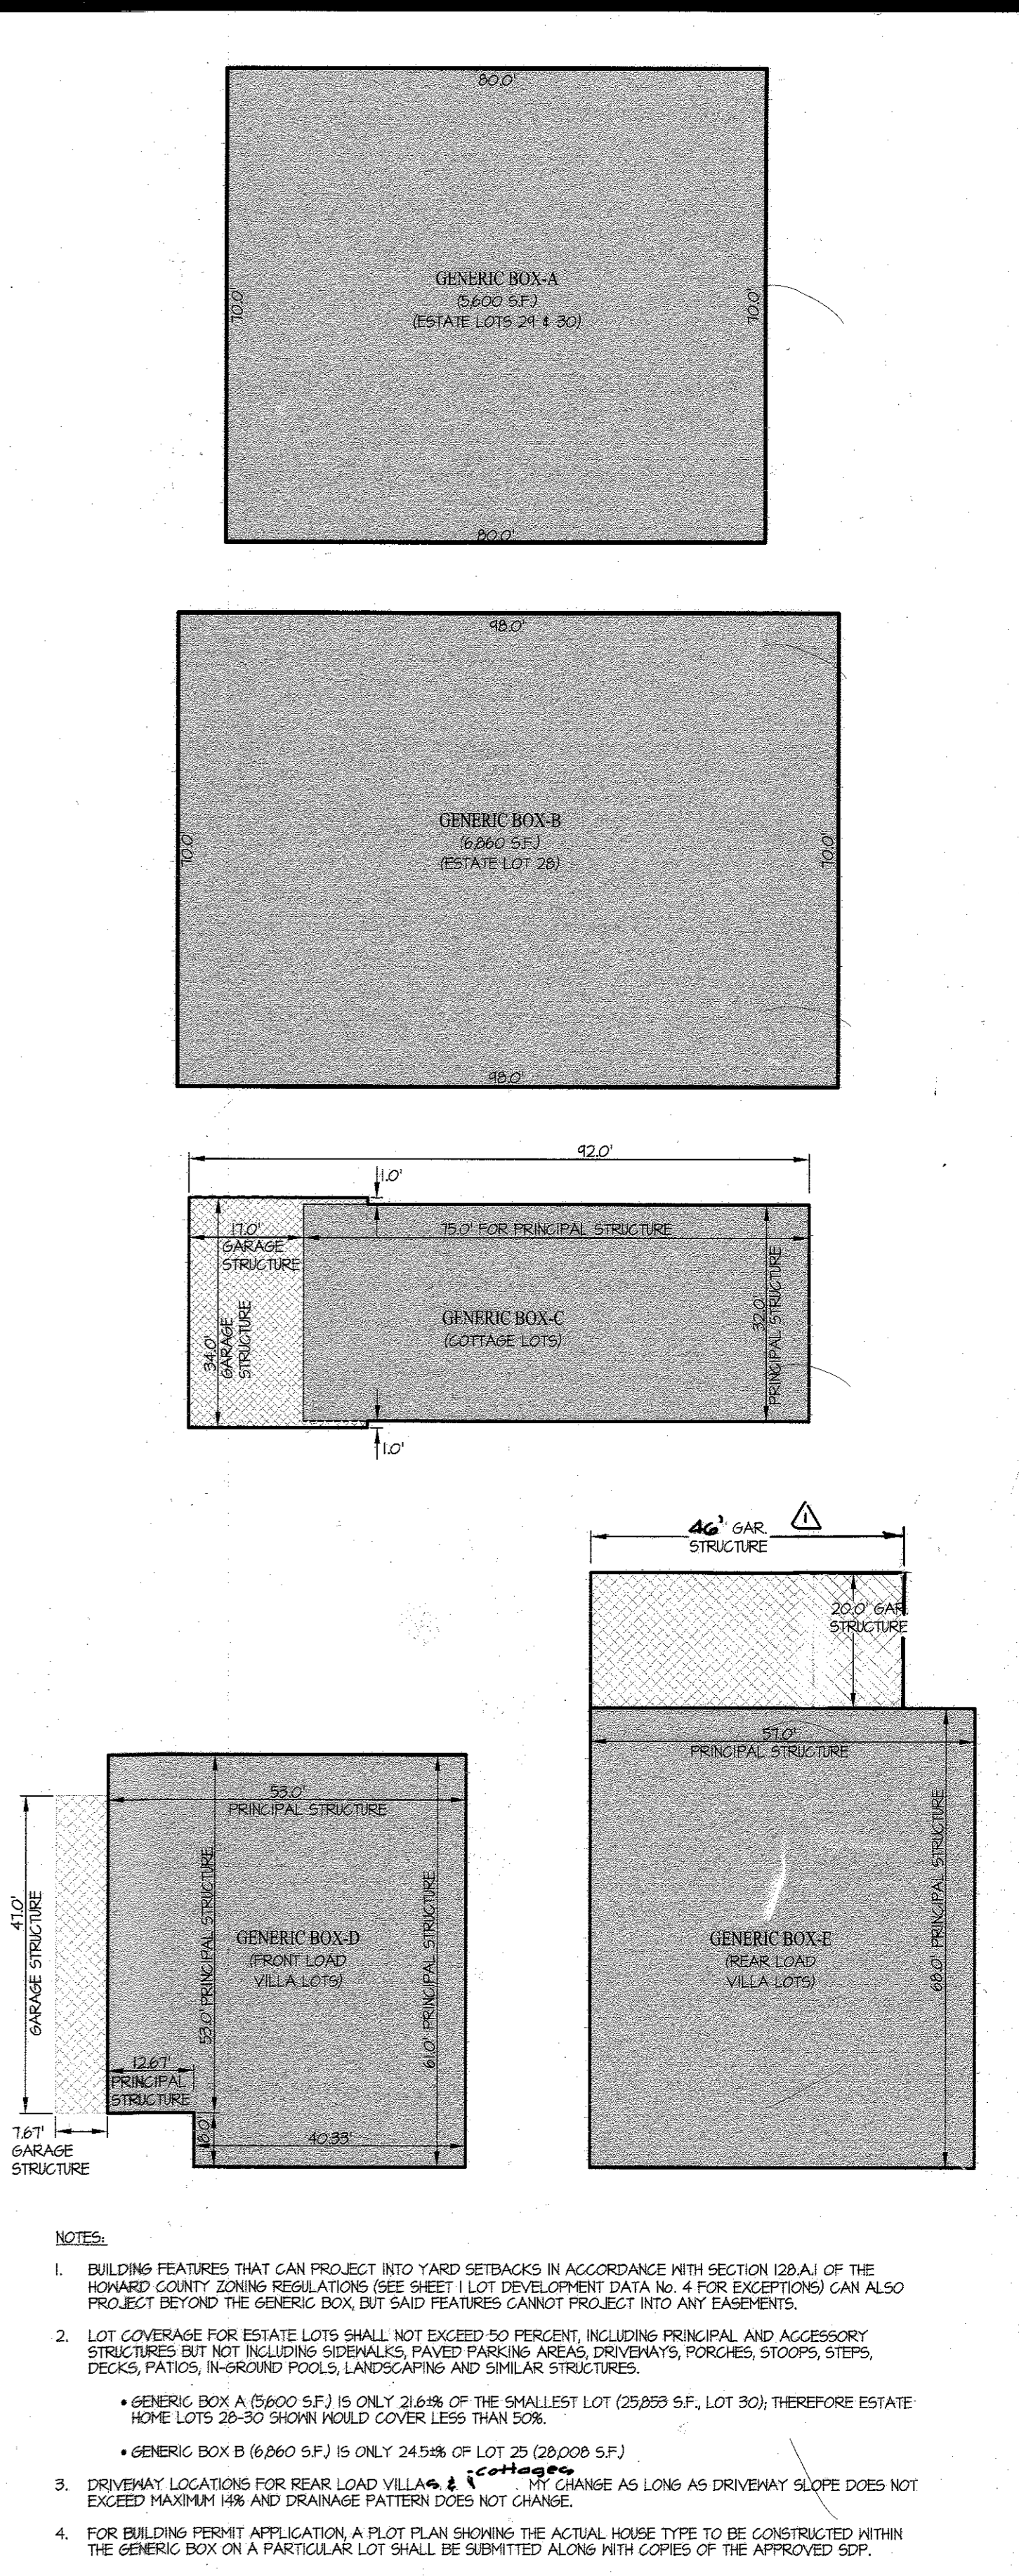 80.0'
GENERIC BOX-A
(5,600 S.F.)
(ESTATE LOTS 29 & 30)
70.0'
70.0'
80.0'
98.0'
GENERIC BOX-B
(6,860 S.F.)
(ESTATE LOT 28)
70.0'
70.0'
98.0'
92.0'
1.0'
17.0'
GARAGE
STRUCTURE
75.0' FOR PRINCIPAL STRUCTURE
GENERIC BOX-C
(COTTAGE LOTS)
34.0'
GARAGE
STRUCTURE
32.0'
PRINCIPAL STRUCTURE
1.0'
46' GAR.
STRUCTURE
1
20.0' GAR.
STRUCTURE
57.0'
PRINCIPAL STRUCTURE
68.0' PRINCIPAL STRUCTURE
GENERIC BOX-E
(REAR LOAD
VILLA LOTS)
53.0'
PRINCIPAL STRUCTURE
47.0'
GARAGE STRUCTURE
53.0' PRINCIPAL STRUCTURE
61.0' PRINCIPAL STRUCTURE
GENERIC BOX-D
(FRONT LOAD
VILLA LOTS)
12.67'
PRINCIPAL
STRUCTURE
8.0'
40.33'
7.67'
GARAGE
STRUCTURE
NOTES:
1. BUILDING FEATURES THAT CAN PROJECT INTO YARD SETBACKS IN ACCORDANCE WITH SECTION 128.A.1 OF THE
HOWARD COUNTY ZONING REGULATIONS (SEE SHEET 1 LOT DEVELOPMENT DATA No. 4 FOR EXCEPTIONS) CAN ALSO
PROJECT BEYOND THE GENERIC BOX, BUT SAID FEATURES CANNOT PROJECT INTO ANY EASEMENTS.
2. LOT COVERAGE FOR ESTATE LOTS SHALL NOT EXCEED 50 PERCENT, INCLUDING PRINCIPAL AND ACCESSORY
STRUCTURES BUT NOT INCLUDING SIDEWALKS, PAVED PARKING AREAS, DRIVEWAYS, PORCHES, STOOPS, STEPS,
DECKS, PATIOS, IN-GROUND POOLS, LANDSCAPING AND SIMILAR STRUCTURES.
• GENERIC BOX A (5,600 S.F.) IS ONLY 21.6±% OF THE SMALLEST LOT (25,853 S.F., LOT 30); THEREFORE ESTATE
HOME LOTS 28-30 SHOWN WOULD COVER LESS THAN 50%.
• GENERIC BOX B (6,860 S.F.) IS ONLY 24.5±% OF LOT 25 (28,008 S.F.)
cottages
3. DRIVEWAY LOCATIONS FOR REAR LOAD VILLAS & MY CHANGE AS LONG AS DRIVEWAY SLOPE DOES NOT
EXCEED MAXIMUM 14% AND DRAINAGE PATTERN DOES NOT CHANGE.
4. FOR BUILDING PERMIT APPLICATION, A PLOT PLAN SHOWING THE ACTUAL HOUSE TYPE TO BE CONSTRUCTED WITHIN
THE GENERIC BOX ON A PARTICULAR LOT SHALL BE SUBMITTED ALONG WITH COPIES OF THE APPROVED SDP.